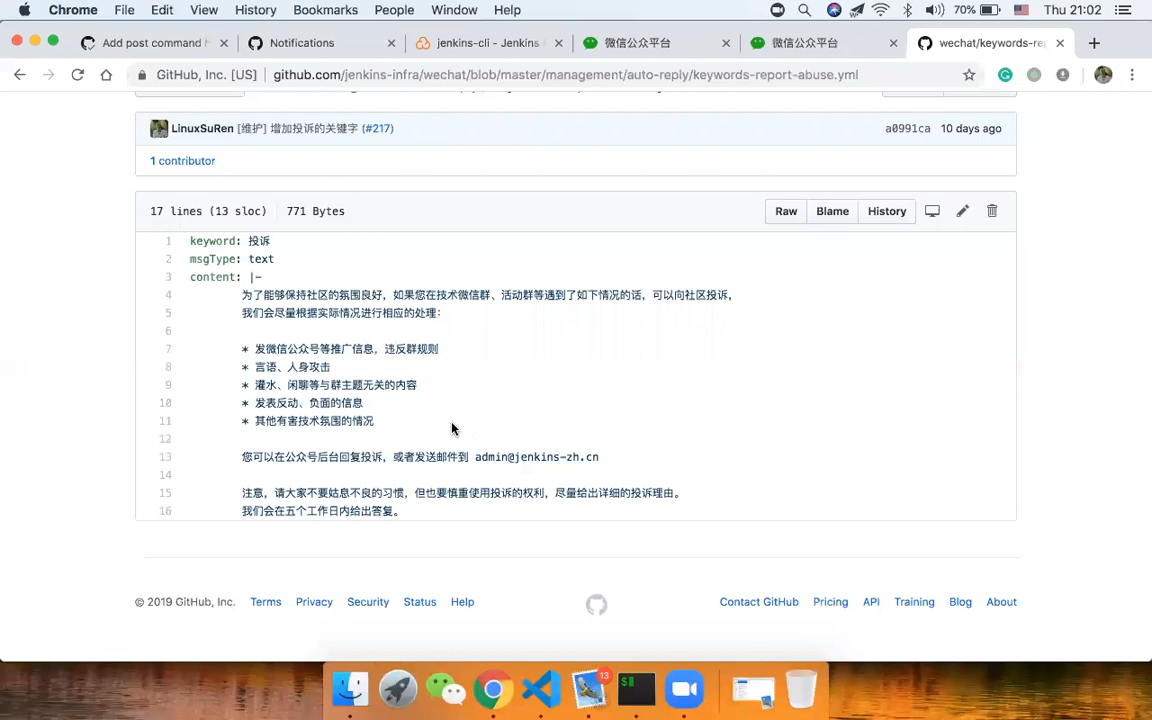 Chrome File Edit View History Bookmarks People Window Help 70% Thu 21:02
Add post command Notifications jenkins-cli - Jenkins 微信公众平台 微信公众平台 wechat/keywords-rep
GitHub, Inc. [US] github.com/jenkins-infra/wechat/blob/master/management/auto-reply/keywords-report-abuse.yml
LinuxSuRen [维护] 增加投诉的关键字 (#217) a0991ca 10 days ago
1 contributor
17 lines (13 sloc) 771 Bytes Raw Blame History
1 keyword: 投诉
2 msgType: text
3 content: |-
4 为了能够保持社区的氛围良好，如果您在技术微信群、活动群等遇到了如下情况的话，可以向社区投诉，
5 我们会尽量根据实际情况进行相应的处理：
6
7 * 发微信公众号等推广信息，违反群规则
8 * 言语、人身攻击
9 * 灌水、闲聊等与群主题无关的内容
10 * 发表反动、负面的信息
11 * 其他有害技术氛围的情况
12
13 您可以在公众号后台回复投诉，或者发送邮件到 admin@jenkins-zh.cn
14
15 注意，请大家不要姑息不良的习惯，但也要慎重使用投诉的权利，尽量给出详细的投诉理由。
16 我们会在五个工作日内给出答复。
© 2019 GitHub, Inc. Terms Privacy Security Status Help Contact GitHub Pricing API Training Blog About
13